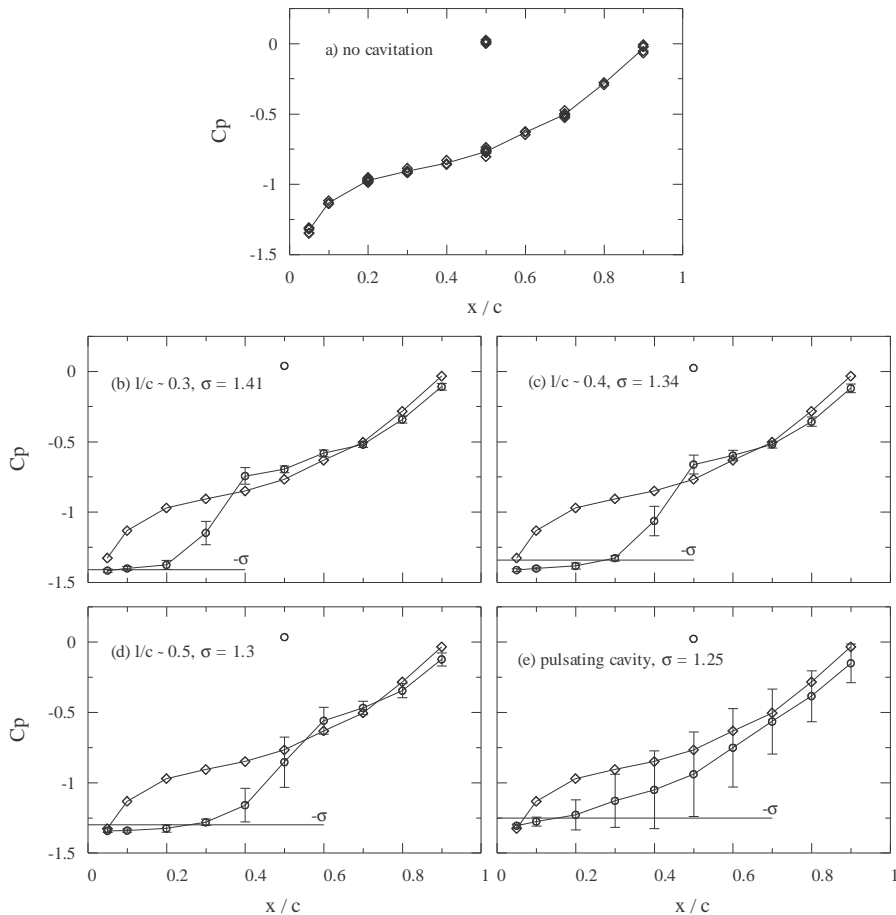 a) no cavitation
0
-0.5
-1
-1.5
Cp
0
0.2
0.4
0.6
0.8
1
x / c
(b) l/c ~ 0.3, σ = 1.41
0
-0.5
-1
-1.5
Cp
-σ
(c) l/c ~ 0.4, σ = 1.34
-σ
(d) l/c ~ 0.5, σ = 1.3
0
-0.5
-1
-1.5
Cp
-σ
0
0.2
0.4
0.6
0.8
1
x / c
(e) pulsating cavity, σ = 1.25
-σ
0
0.2
0.4
0.6
0.8
1
x / c